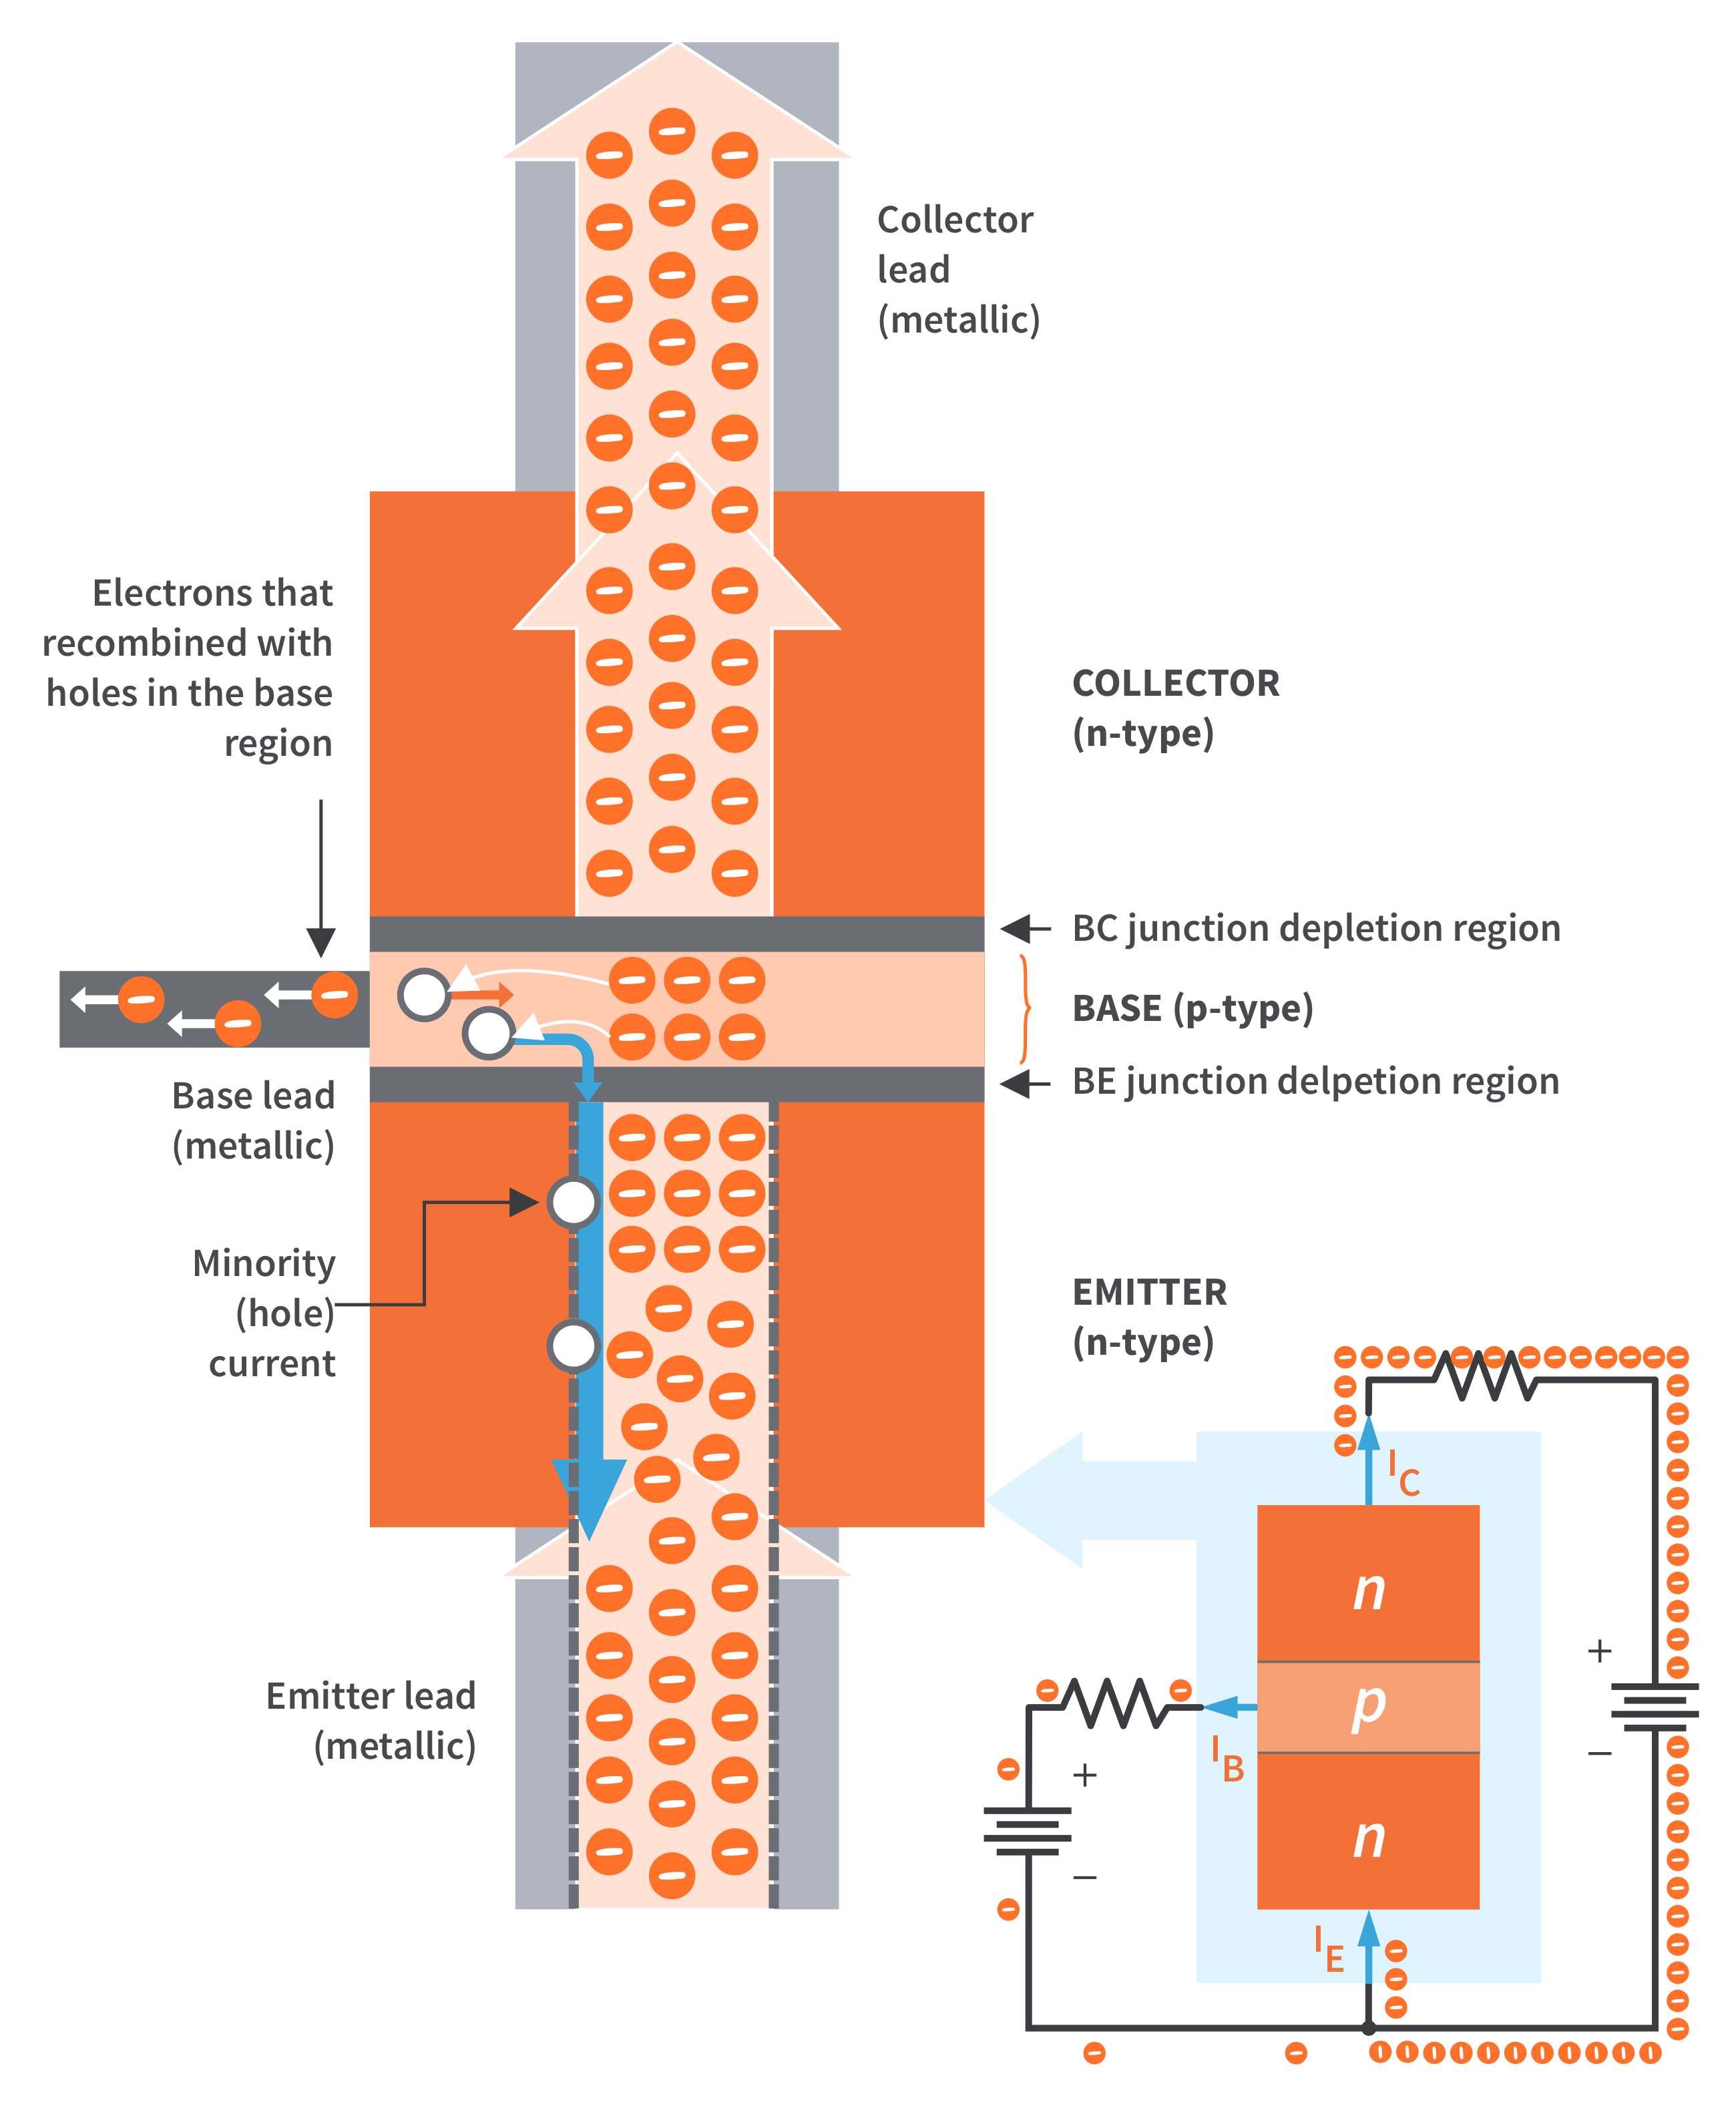 Collector
lead
(metallic)
Electrons that
recombined with
holes in the base
region
COLLECTOR
(n-type)
BC junction depletion region
BASE (p-type)
BE junction delpetion region
Base lead
(metallic)
Minority
(hole)
current
EMITTER
(n-type)
I C
n
+
p
I B
+
−
−
n
Emitter lead
(metallic)
I E